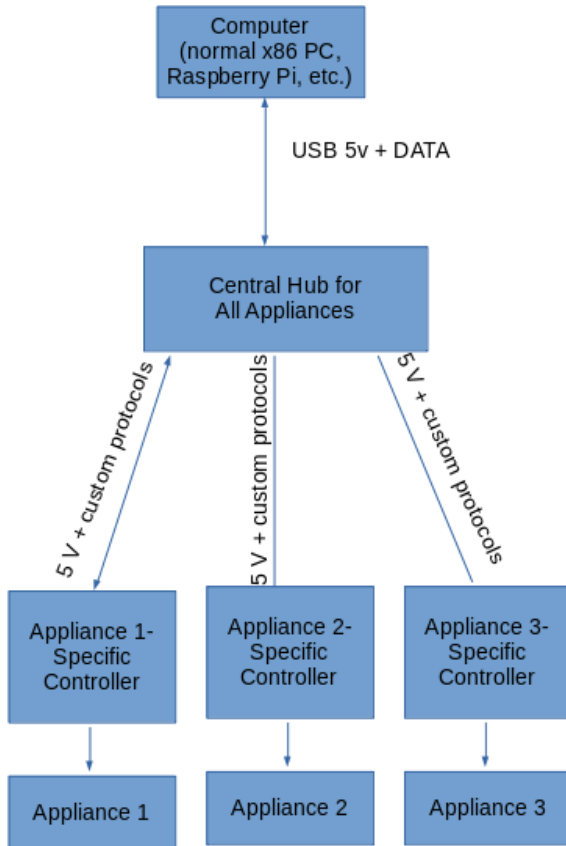 Computer
(normal x86 PC,
Raspberry Pi, etc.)
USB 5v + DATA
Central Hub for
All Appliances
5 V + custom protocols
5 V + custom protocols
5 V + custom protocols
Appliance 1-
Specific
Controller
Appliance 2-
Specific
Controller
Appliance 3-
Specific
Controller
Appliance 1
Appliance 2
Appliance 3